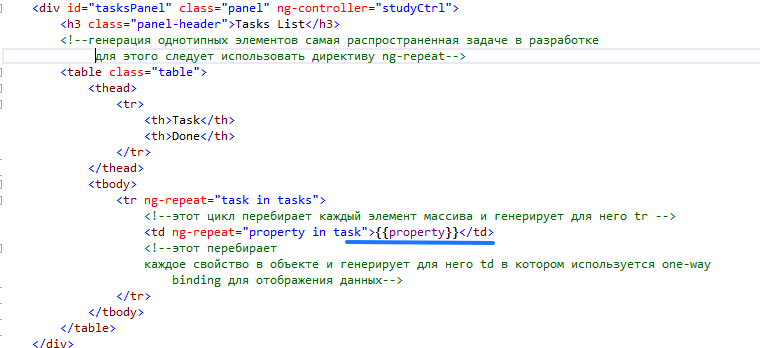 <div id="tasksPanel" class="panel" ng-controller="studyCtrl">
<h3 class="panel-header">Tasks List</h3>
<!--генерация однотипных элементов самая распространенная задаче в разработке
для этого следует использовать директиву ng-repeat-->
<table class="table">
<thead>
<tr>
<th>Task</th>
<th>Done</th>
</tr>
</thead>
<tbody>
<tr ng-repeat="task in tasks">
<!--этот цикл перебирает каждый элемент массива и генерирует для него tr -->
<td ng-repeat="property in task">{{property}}</td>
<!--этот перебирает
каждое свойство в объекте и генерирует для него td в котором используется one-way
binding для отображения данных-->
</tr>
</tbody>
</table>
</div>